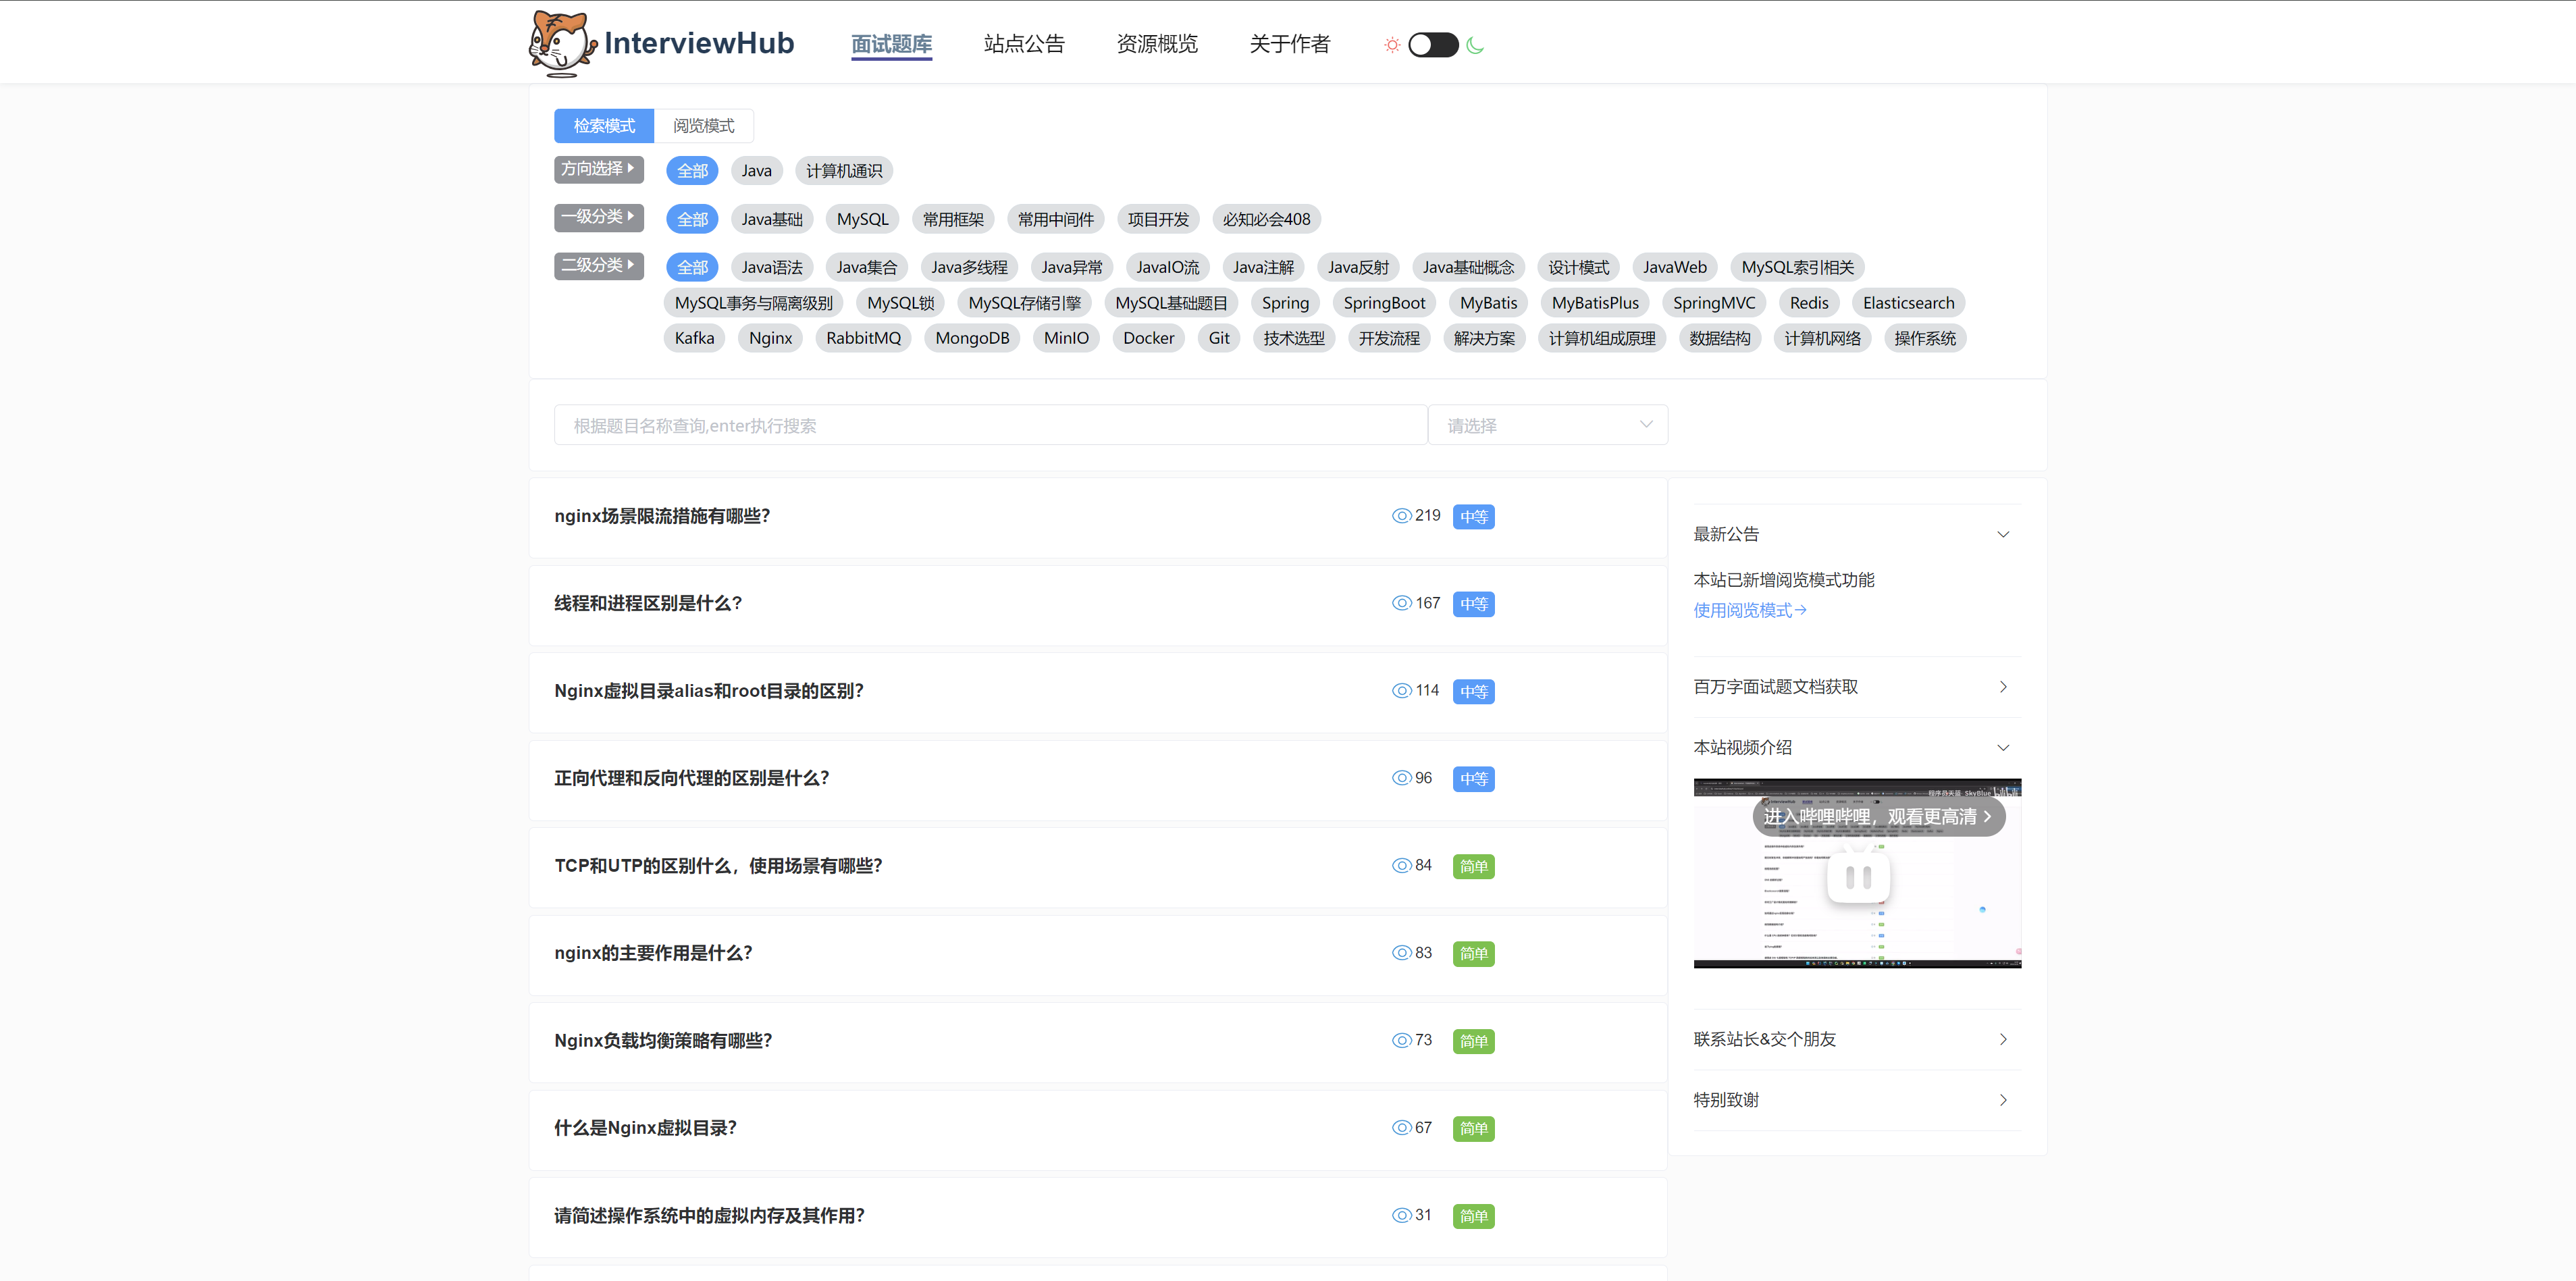 InterviewHub 面试题库 站点公告 资源概览 关于作者
检索模式 阅览模式
方向选择 全部 Java 计算机通识
一级分类 全部 Java基础 MySQL 常用框架 常用中间件 项目开发 必知必会408
二级分类 全部 Java语法 Java集合 Java多线程 Java异常 JavaIO流 Java注解 Java反射 Java基础概念 设计模式 JavaWeb MySQL索引相关
MySQL事务与隔离级别 MySQL锁 MySQL存储引擎 MySQL基础题目 Spring SpringBoot MyBatis MyBatisPlus SpringMVC Redis Elasticsearch
Kafka Nginx RabbitMQ MongoDB MinIO Docker Git 技术选型 开发流程 解决方案 计算机组成原理 数据结构 计算机网络 操作系统
根据题目名称查询,enter执行搜索 请选择
nginx场景限流措施有哪些? 219 中等
线程和进程区别是什么? 167 中等
Nginx虚拟目录alias和root目录的区别? 114 中等
正向代理和反向代理的区别是什么? 96 中等
TCP和UTP的区别什么，使用场景有哪些? 84 简单
nginx的主要作用是什么? 83 简单
Nginx负载均衡策略有哪些? 73 简单
什么是Nginx虚拟目录? 67 简单
请简述操作系统中的虚拟内存及其作用? 31 简单
最新公告
本站已新增阅览模式功能
使用阅览模式
百万字面试题文档获取
本站视频介绍
程序员天蓝_SkyBlue
进入哔哩哔哩，观看更高清
联系站长&交个朋友
特别致谢